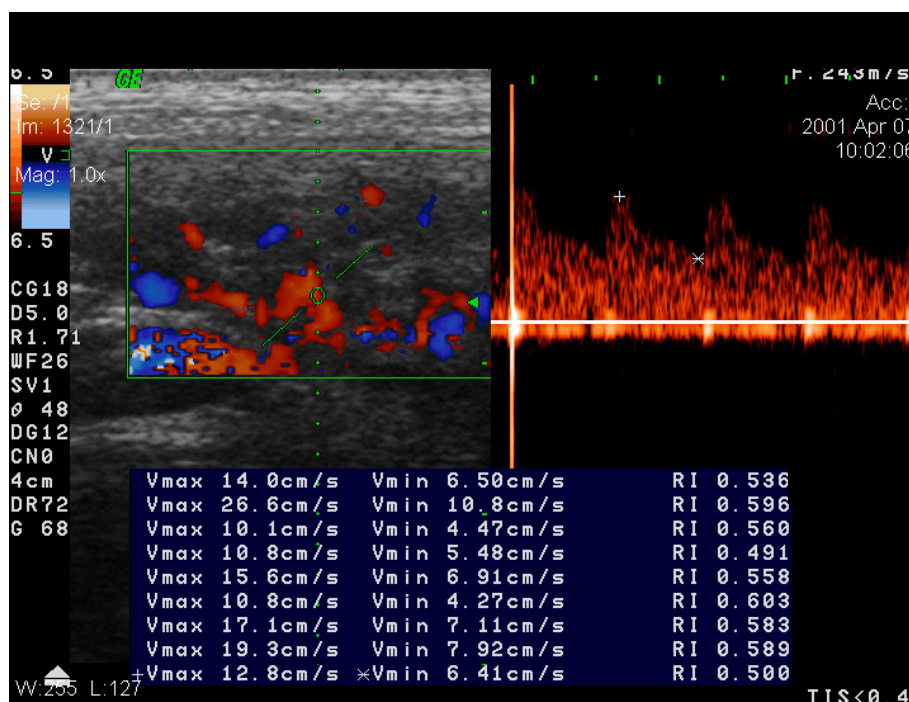 6.5
GE
F.243m/s
Se: /1
Acc:
Im: 1321/1
2001 Apr 07
V
10:02:06
Mag: 1.0x
6.5
CG18
D5.0
R1.71
WF26
SV1
ø 48
DG12
CN0
4cm
DR72
G 68
Vmax 14.0cm/s Vmin 6.50cm/s RI 0.536
Vmax 26.6cm/s Vmin 10.8cm/s RI 0.596
Vmax 10.1cm/s Vmin 4.47cm/s RI 0.560
Vmax 10.8cm/s Vmin 5.48cm/s RI 0.491
Vmax 15.6cm/s Vmin 6.91cm/s RI 0.558
Vmax 10.8cm/s Vmin 4.27cm/s RI 0.603
Vmax 17.1cm/s Vmin 7.11cm/s RI 0.583
Vmax 19.3cm/s Vmin 7.92cm/s RI 0.589
+Vmax 12.8cm/s ⁎Vmin 6.41cm/s RI 0.500
W:255 L:127
TIS<0.4